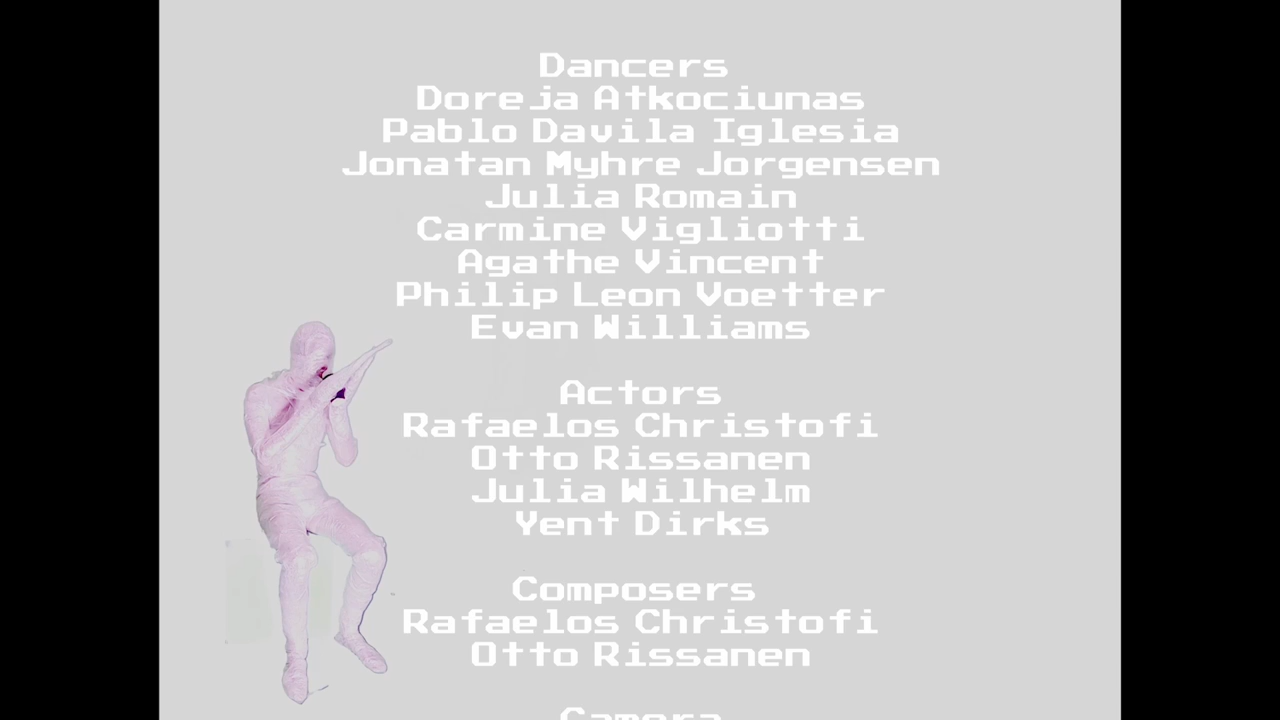 Dancers
Doreja Atkociunas
Pablo Davila Iglesia
Jonatan Myhre Jorgensen
Julia Romain
Carmine Vigliotti
Agathe Vincent
Philip Leon Voetter
Evan Williams
Actors
Rafaelos Christofi
Otto Rissanen
Julia Wilhelm
Yent Dirks
Composers
Rafaelos Christofi
Otto Rissanen
Camera